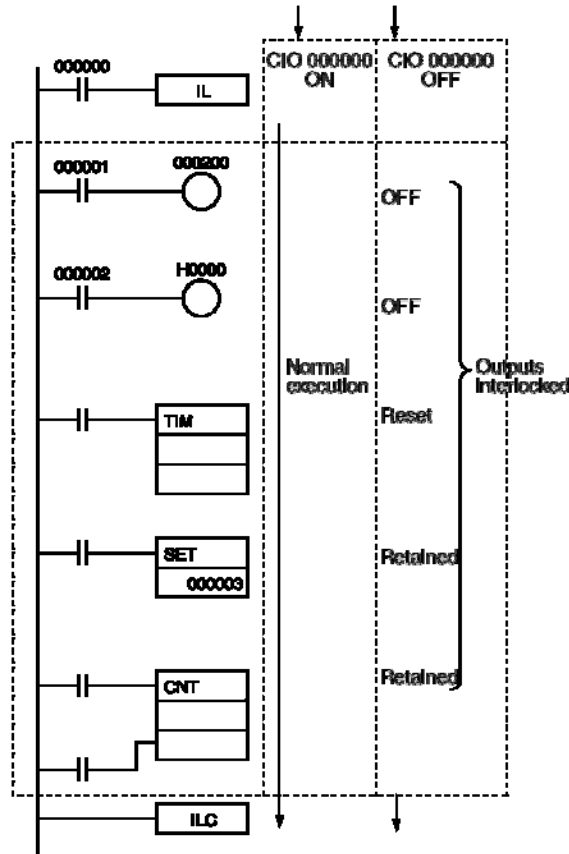 000000
IL
CIO 000000
ON
CIO 000000
OFF
000001
000200
OFF
000002
H0000
OFF
Normal
execution
Outputs
interlocked
TIM
Reset
SET
000003
Retained
CNT
Retained
ILC